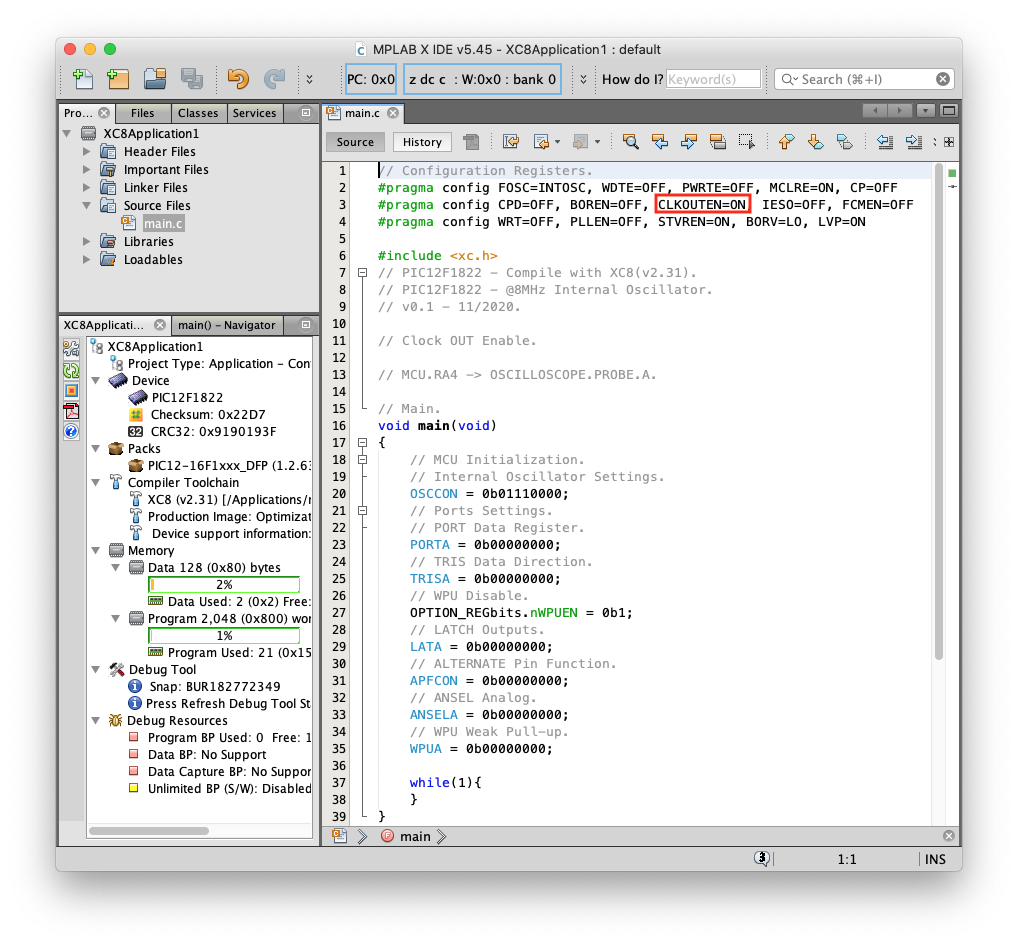 MPLAB X IDE v5.45 - XC8Application1 : default
PC: 0x0
z dc c : W:0x0 : bank 0
How do I?
Keyword(s)
Search (⌘+I)
Pro...
Files
Classes
Services
XC8Application1
Header Files
Important Files
Linker Files
Source Files
main.c
Libraries
Loadables
XC8Applicati...
main() - Navigator
XC8Application1
Project Type: Application - Con
Device
PIC12F1822
Checksum: 0x22D7
32 CRC32: 0x9190193F
Packs
PIC12-16F1xxx_DFP (1.2.63
Compiler Toolchain
XC8 (v2.31) [/Applications/
Production Image: Optimizat
Device support information:
Memory
Data 128 (0x80) bytes
2%
Data Used: 2 (0x2) Free:
Program 2,048 (0x800) wor
1%
Program Used: 21 (0x15
Debug Tool
Snap: BUR182772349
Press Refresh Debug Tool St
Debug Resources
Program BP Used: 0 Free: 1
Data BP: No Support
Data Capture BP: No Suppor
Unlimited BP (S/W): Disabled
main.c
Source
History
1 // Configuration Registers.
2 #pragma config FOSC=INTOSC, WDTE=OFF, PWRTE=OFF, MCLRE=ON, CP=OFF
3 #pragma config CPD=OFF, BOREN=OFF, CLKOUTEN=ON, IESO=OFF, FCMEN=OFF
4 #pragma config WRT=OFF, PLLEN=OFF, STVREN=ON, BORV=LO, LVP=ON
5
6 #include <xc.h>
7 // PIC12F1822 - Compile with XC8(v2.31).
8 // PIC12F1822 - @8MHz Internal Oscillator.
9 // v0.1 - 11/2020.
10
11 // Clock OUT Enable.
12
13 // MCU.RA4 -> OSCILLOSCOPE.PROBE.A.
14
15 // Main.
16 void main(void)
17 {
18 // MCU Initialization.
19 // Internal Oscillator Settings.
20 OSCCON = 0b01110000;
21 // Ports Settings.
22 // PORT Data Register.
23 PORTA = 0b00000000;
24 // TRIS Data Direction.
25 TRISA = 0b00000000;
26 // WPU Disable.
27 OPTION_REGbits.nWPUEN = 0b1;
28 // LATCH Outputs.
29 LATA = 0b00000000;
30 // ALTERNATE Pin Function.
31 APFCON = 0b00000000;
32 // ANSEL Analog.
33 ANSELA = 0b00000000;
34 // WPU Weak Pull-up.
35 WPUA = 0b00000000;
36
37 while(1){
38 }
39 }
main
3
1:1
INS